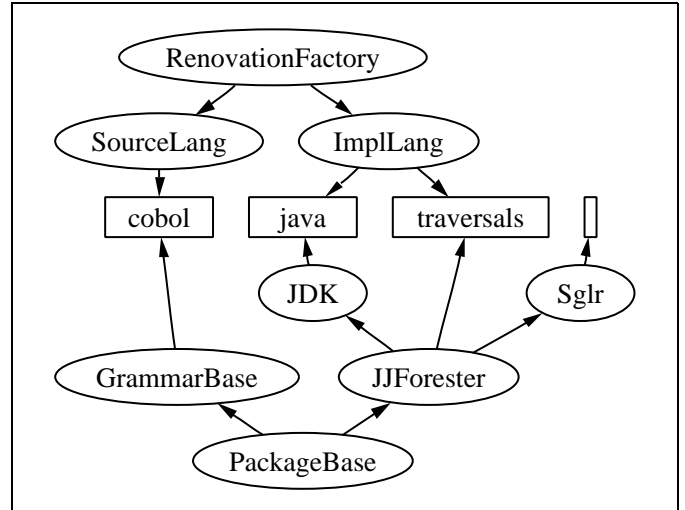 RenovationFactory
SourceLang ImplLang
cobol java traversals
JDK Sglr
GrammarBase JJForester
PackageBase